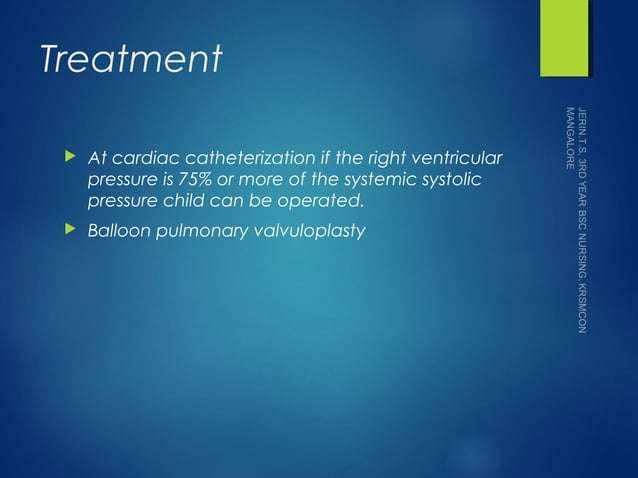 Treatment
At cardiac catheterization if the right ventricular
pressure is 75% or more of the systemic systolic
pressure child can be operated.
Balloon pulmonary valvuloplasty
JERIN T.S, 3RD YEAR BSC NURSING, KRSMCON
MANGALORE